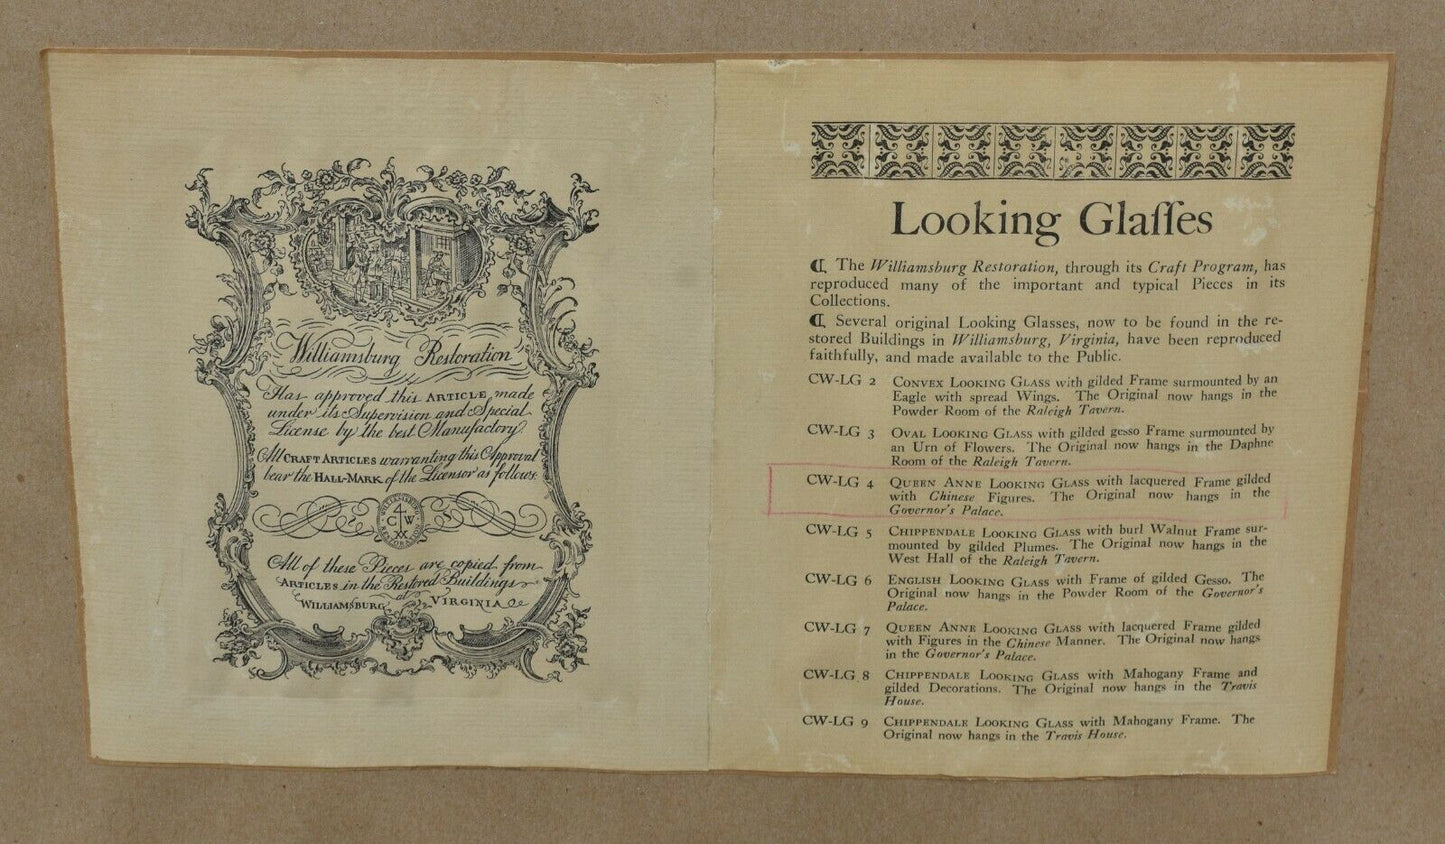 Williamsburg Restoration
Has approved this ARTICLE, made
under its Supervision and Special
License by the best Manufactory.
All CRAFT ARTICLES warranting this Approval
bear the HALL-MARK of the Licensor as follows:
WILLIAMSBURG
CW
RESTORATION
All of these Pieces are copied from
ARTICLES in the Restored Buildings
at
WILLIAMSBURG VIRGINIA
Looking Glaſſes
The Williamsburg Restoration, through its Craft Program, has
reproduced many of the important and typical Pieces in its
Collections.
Several original Looking Glasses, now to be found in the re-
stored Buildings in Williamsburg, Virginia, have been reproduced
faithfully, and made available to the Public.
CW-LG 2 CONVEX LOOKING GLASS with gilded Frame surmounted by an
Eagle with spread Wings. The Original now hangs in the
Powder Room of the Raleigh Tavern.
CW-LG 3 OVAL LOOKING GLASS with gilded gesso Frame surmounted by
an Urn of Flowers. The Original now hangs in the Daphne
Room of the Raleigh Tavern.
CW-LG 4 QUEEN ANNE LOOKING GLASS with lacquered Frame gilded
with Chinese Figures. The Original now hangs in the
Governor's Palace.
CW-LG 5 CHIPPENDALE LOOKING GLASS with burl Walnut Frame sur-
mounted by gilded Plumes. The Original now hangs in the
West Hall of the Raleigh Tavern.
CW-LG 6 ENGLISH LOOKING GLASS with Frame of gilded Gesso. The
Original now hangs in the Powder Room of the Governor's
Palace.
CW-LG 7 QUEEN ANNE LOOKING GLASS with lacquered Frame gilded
with Figures in the Chinese Manner. The Original now hangs
in the Governor's Palace.
CW-LG 8 CHIPPENDALE LOOKING GLASS with Mahogany Frame and
gilded Decorations. The Original now hangs in the Travis
House.
CW-LG 9 CHIPPENDALE LOOKING GLASS with Mahogany Frame. The
Original now hangs in the Travis House.